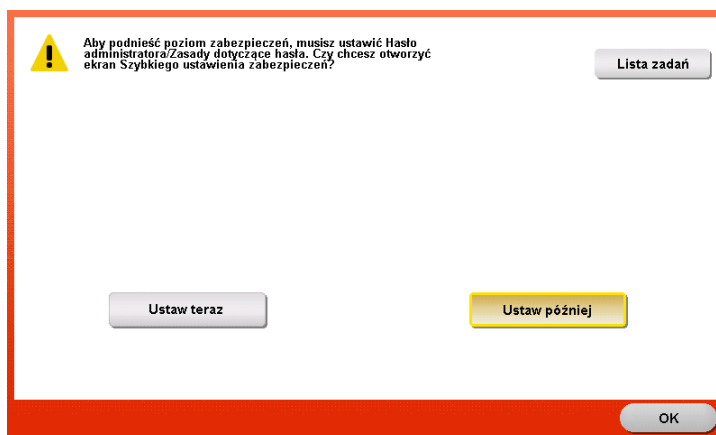 Aby podnieść poziom zabezpieczeń, musisz ustawić Hasło
administratora/Zasady dotyczące hasła. Czy chcesz otworzyć
ekran Szybkiego ustawienia zabezpieczeń?
Lista zadań
Ustaw teraz
Ustaw później
OK